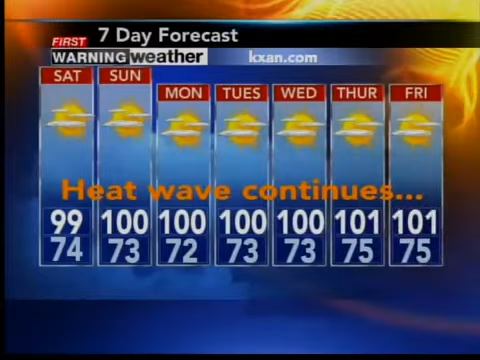 7 Day Forecast
FIRST
WARNING weather
kxan.com
SAT SUN MON TUES WED THUR FRI
Heat wave continues...
99 100 100 100 100 101 101
74 73 72 73 73 75 75